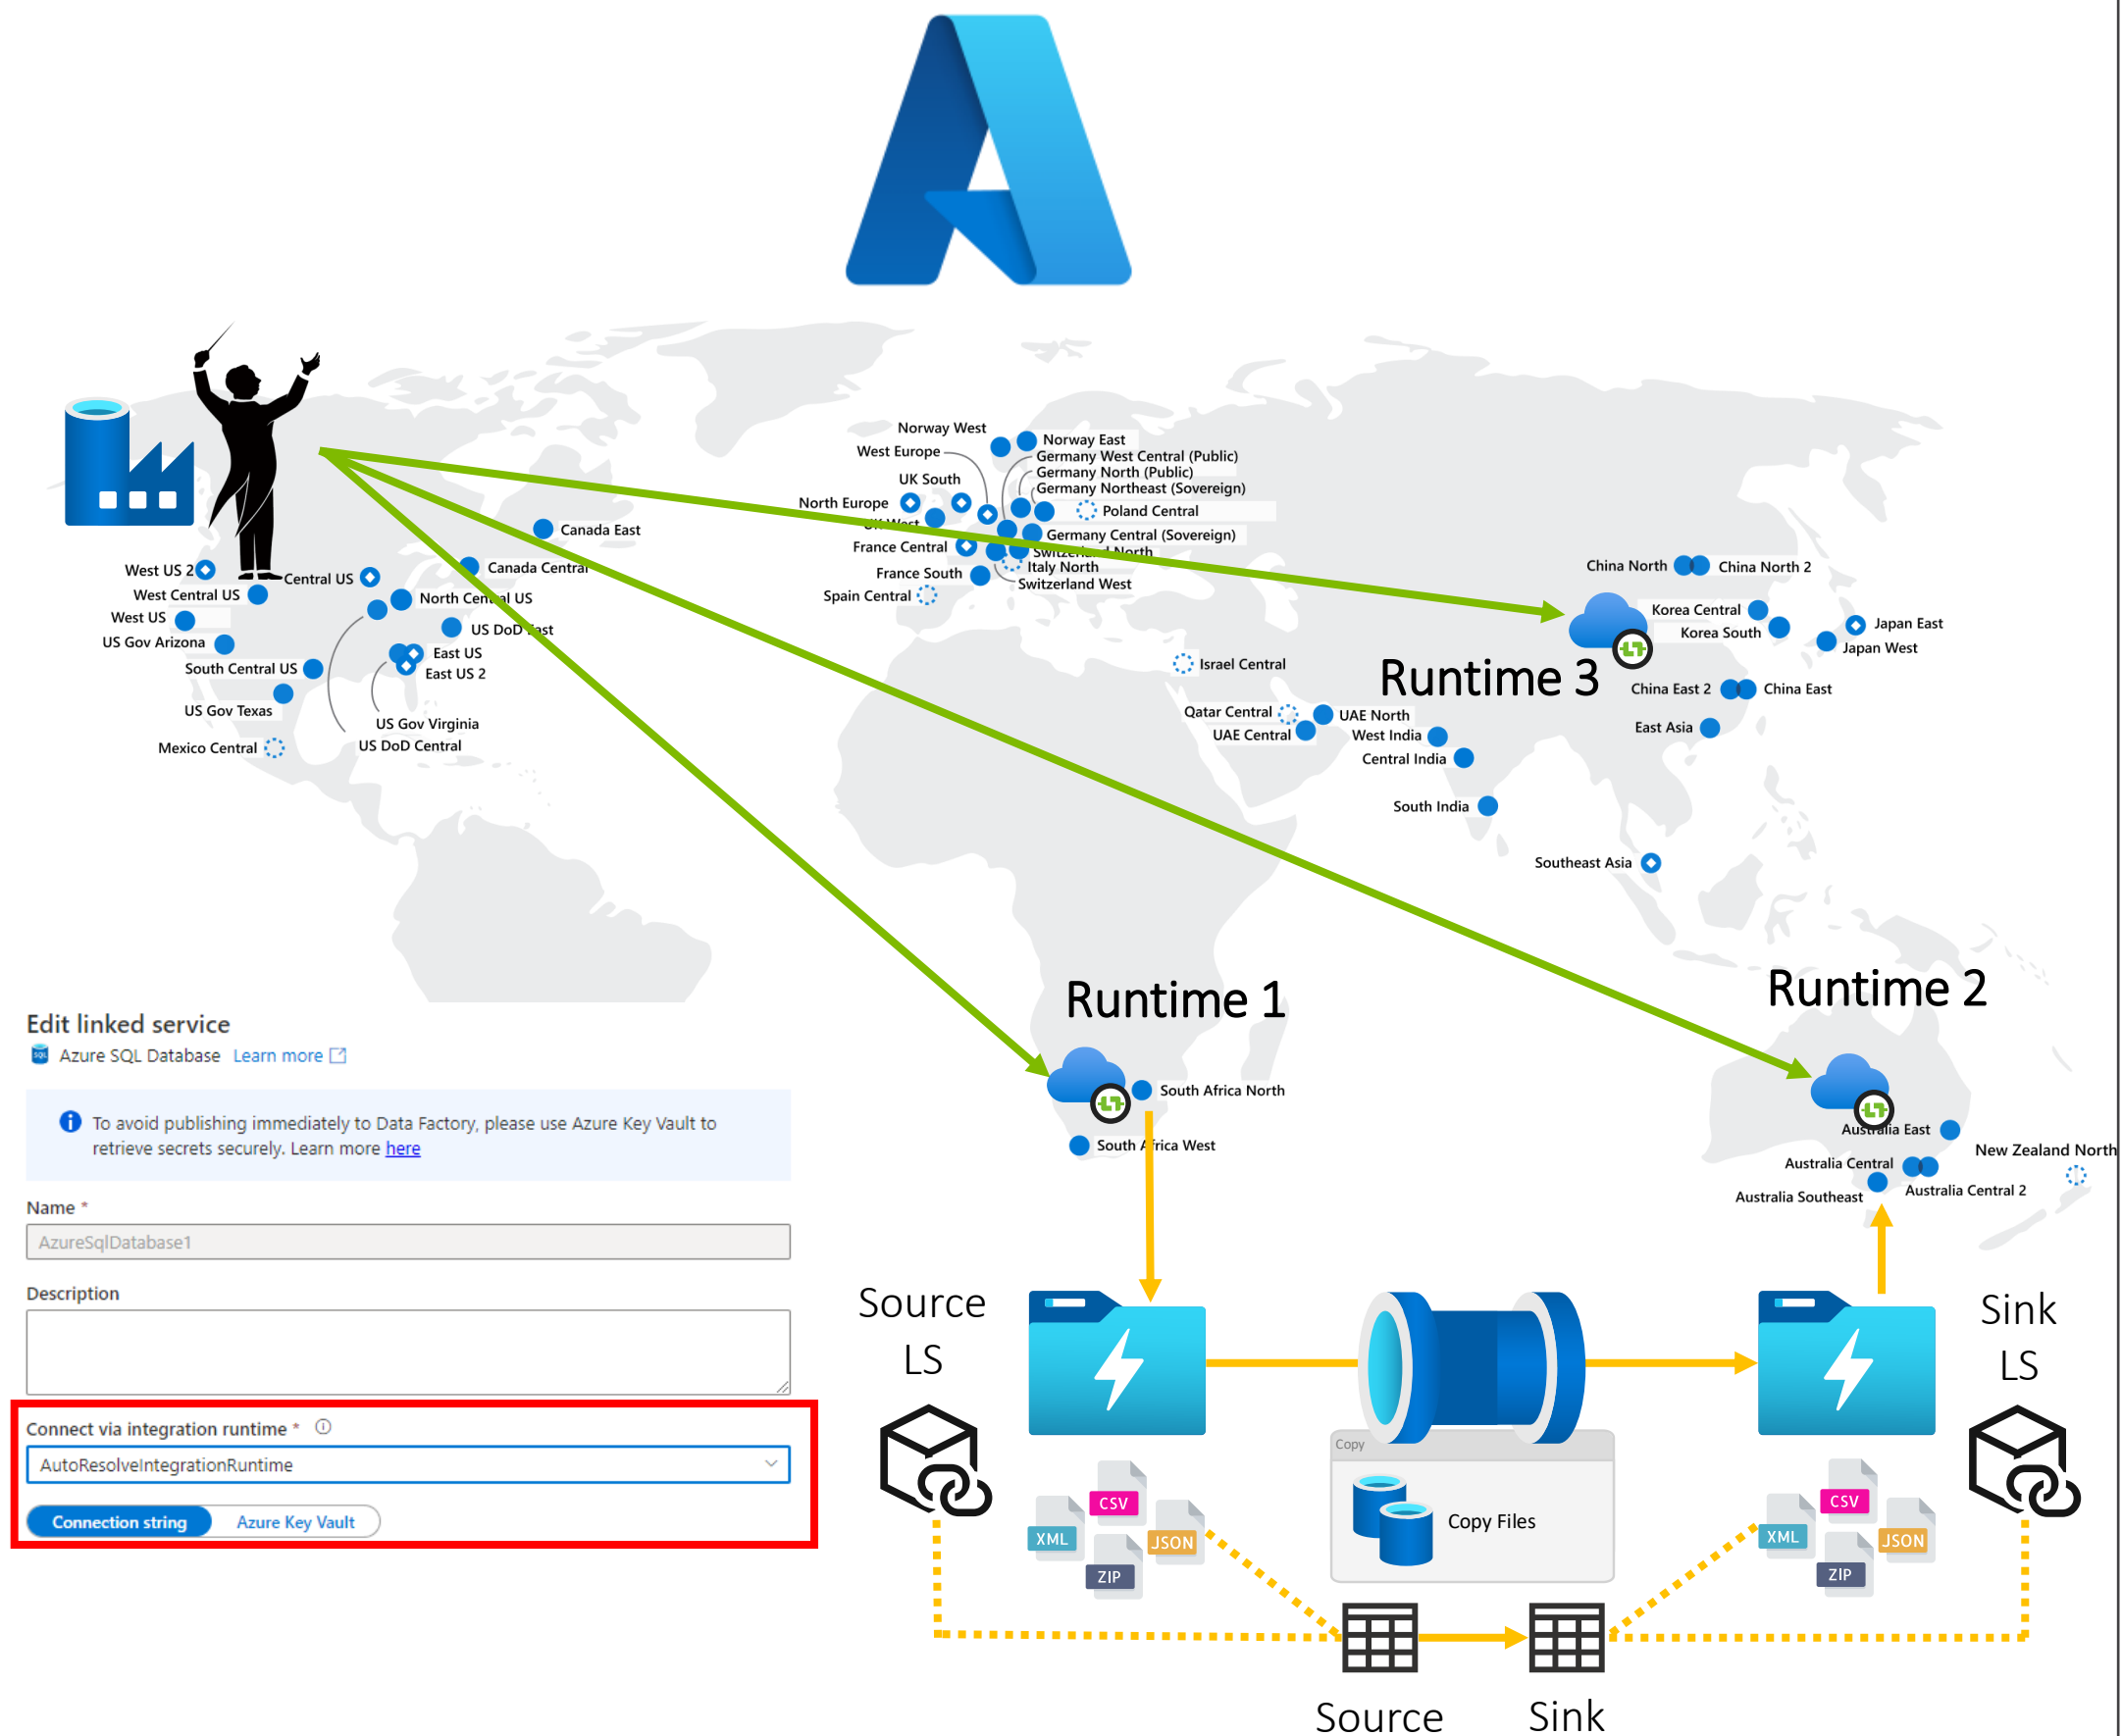 Norway West
Norway East
West Europe
Germany West Central (Public)
Germany North (Public)
UK South
Germany Northeast (Sovereign)
North Europe
Poland Central
UK West
Canada East
Germany Central (Sovereign)
France Central
Switzerland North
Italy North
Canada Central
West US 2
Central US
France South
Switzerland West
China North
China North 2
West Central US
North Central US
Spain Central
Korea Central
West US
US DoD East
Korea South
Japan East
US Gov Arizona
East US
Japan West
South Central US
East US 2
Israel Central
Runtime 3
China East 2
China East
US Gov Texas
US Gov Virginia
Qatar Central
UAE North
East Asia
Mexico Central
US DoD Central
UAE Central
West India
Central India
South India
Southeast Asia
Runtime 1
Runtime 2
South Africa North
South Africa West
Australia East
New Zealand North
Australia Central
Australia Central 2
Australia Southeast
Edit linked service
SQL
Azure SQL Database Learn more
To avoid publishing immediately to Data Factory, please use Azure Key Vault to
retrieve secrets securely. Learn more here
Name *
AzureSqlDatabase1
Description
Connect via integration runtime *
AutoResolveIntegrationRuntime
Connection string
Azure Key Vault
Source
LS
Sink
LS
CSV
XML
JSON
ZIP
Copy
Copy Files
CSV
XML
JSON
ZIP
Source
Sink